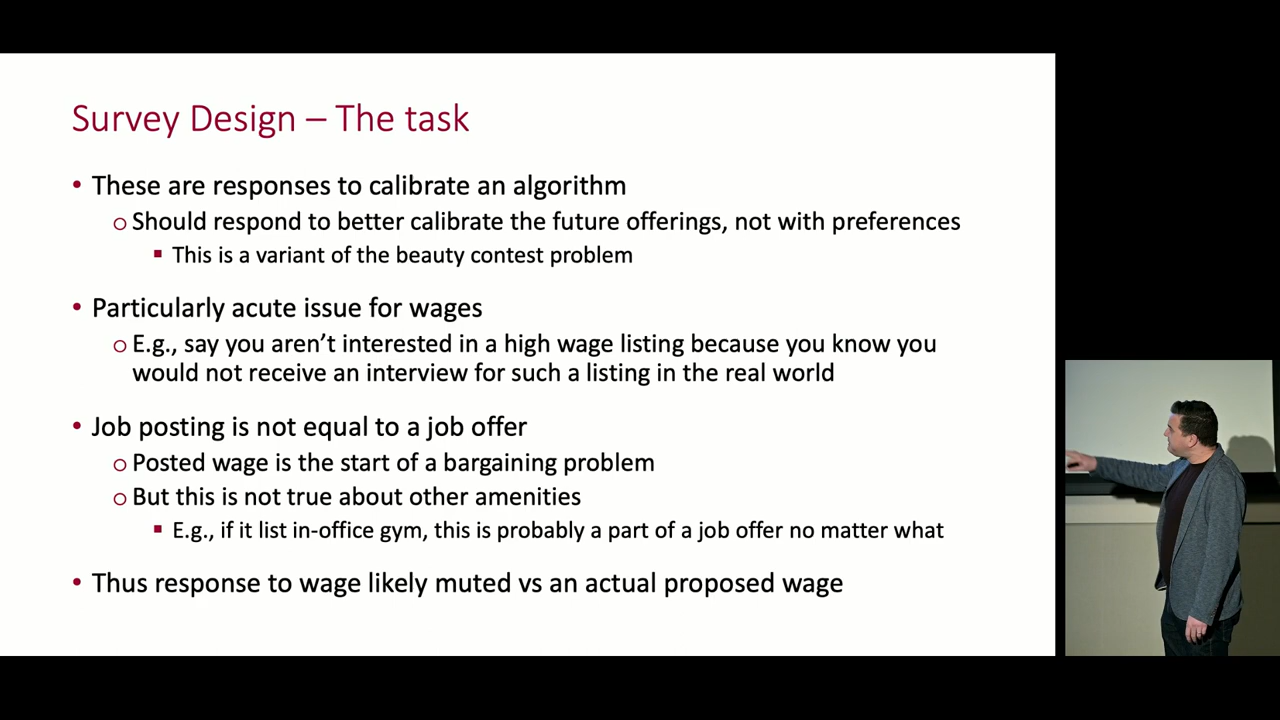 Survey Design – The task
• These are responses to calibrate an algorithm
o Should respond to better calibrate the future offerings, not with preferences
▪ This is a variant of the beauty contest problem
• Particularly acute issue for wages
o E.g., say you aren’t interested in a high wage listing because you know you
would not receive an interview for such a listing in the real world
• Job posting is not equal to a job offer
o Posted wage is the start of a bargaining problem
o But this is not true about other amenities
▪ E.g., if it list in-office gym, this is probably a part of a job offer no matter what
• Thus response to wage likely muted vs an actual proposed wage